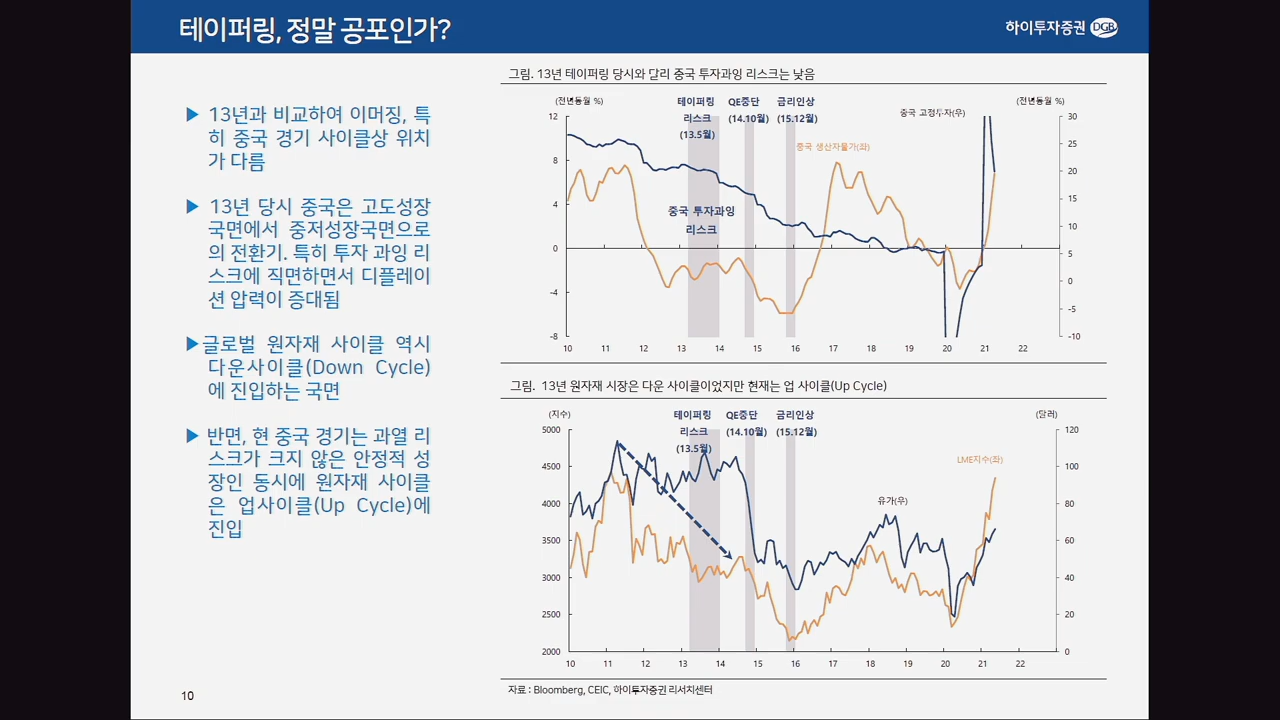 테이퍼링, 정말 공포인가?
하이투자증권 DGB
▶ 13년과 비교하여 이머징, 특
히 중국 경기 사이클상 위치
가 다름
▶ 13년 당시 중국은 고도성장
국면에서 중저성장국면으로
의 전환기. 특히 투자 과잉 리
스크에 직면하면서 디플레이
션 압력이 증대됨
▶글로벌 원자재 사이클 역시
다운사이클(Down Cycle)
에 진입하는 국면
▶ 반면, 현 중국 경기는 과열 리
스크가 크지 않은 안정적 성
장인 동시에 원자재 사이클
은 업사이클(Up Cycle)에
진입
그림. 13년 테이퍼링 당시와 달리 중국 투자과잉 리스크는 낮음
(전년동월 %)
테이퍼링
리스크
(13.5월)
QE중단
(14.10월)
금리인상
(15.12월)
중국 고정투자(우)
(전년동월 %)
중국 생산자물가(좌)
중국 투자과잉
리스크
12
8
4
0
-4
-8
30
25
20
15
10
5
0
-5
-10
10 11 12 13 14 15 16 17 18 19 20 21 22
그림. 13년 원자재 시장은 다운 사이클이었지만 현재는 업 사이클(Up Cycle)
(지수)
테이퍼링
리스크
(13.5월)
QE중단
(14.10월)
금리인상
(15.12월)
(달러)
LME지수(좌)
유가(우)
5000
4500
4000
3500
3000
2500
2000
120
100
80
60
40
20
0
10 11 12 13 14 15 16 17 18 19 20 21 22
자료 : Bloomberg, CEIC, 하이투자증권 리서치센터
10